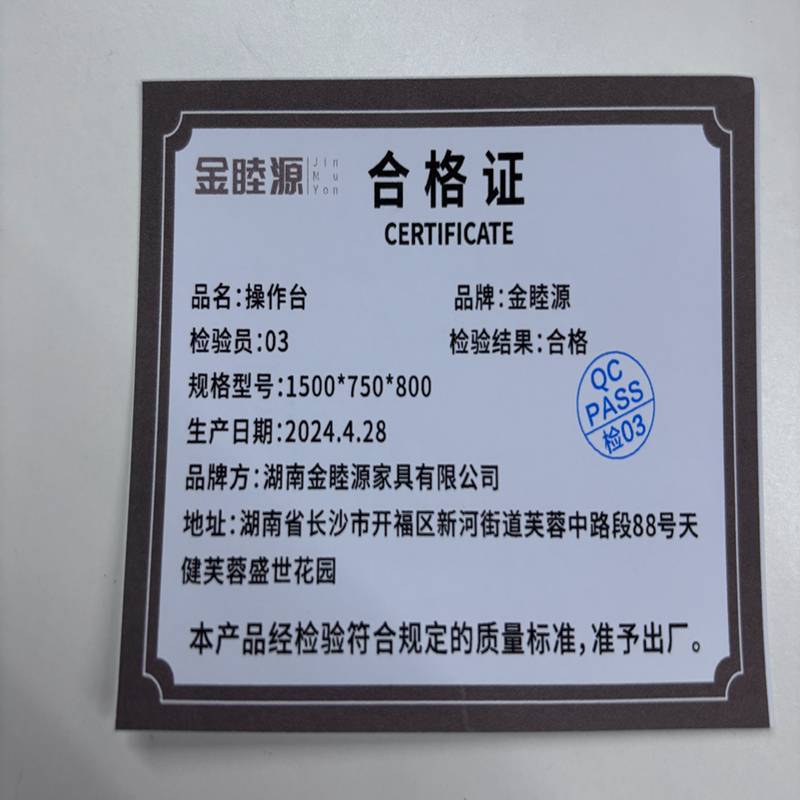 金睦源 Jin Mu Yon
合格证
CERTIFICATE
品名:操作台 品牌:金睦源
检验员:03 检验结果:合格
规格型号:1500*750*800
QC
PASS
检03
生产日期:2024.4.28
品牌方:湖南金睦源家具有限公司
地址:湖南省长沙市开福区新河街道芙蓉中路段88号天
健芙蓉盛世花园
本产品经检验符合规定的质量标准,准予出厂。